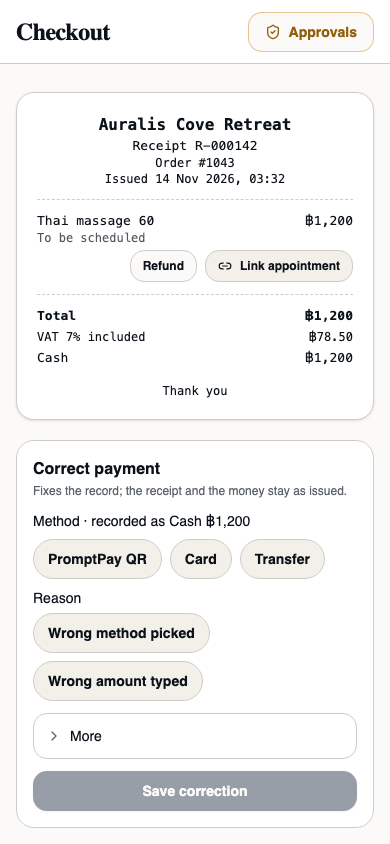 Checkout
Approvals
Auralis Cove Retreat
Receipt R–000142
Order #1043
Issued 14 Nov 2026, 03:32
Thai massage 60 ฿1,200
To be scheduled
Refund Link appointment
Total ฿1,200
VAT 7% included ฿78.50
Cash ฿1,200
Thank you
Correct payment
Fixes the record; the receipt and the money stay as issued.
Method · recorded as Cash ฿1,200
PromptPay QR Card Transfer
Reason
Wrong method picked
Wrong amount typed
More
Save correction